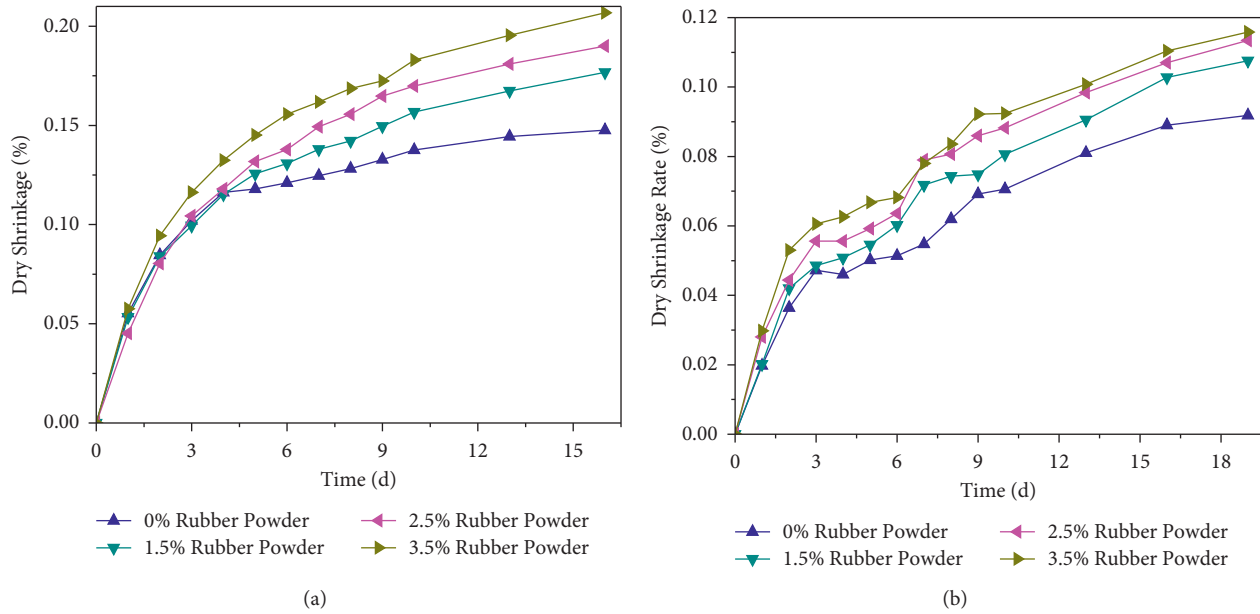 0.20
0.15
0.10
0.05
0.00
Dry Shrinkage (%)
0 3 6 9 12 15
Time (d)
0% Rubber Powder 2.5% Rubber Powder
1.5% Rubber Powder 3.5% Rubber Powder
(a)
0.12
0.10
0.08
0.06
0.04
0.02
0.00
Dry Shrinkage Rate (%)
0 3 6 9 12 15 18
Time (d)
0% Rubber Powder 2.5% Rubber Powder
1.5% Rubber Powder 3.5% Rubber Powder
(b)